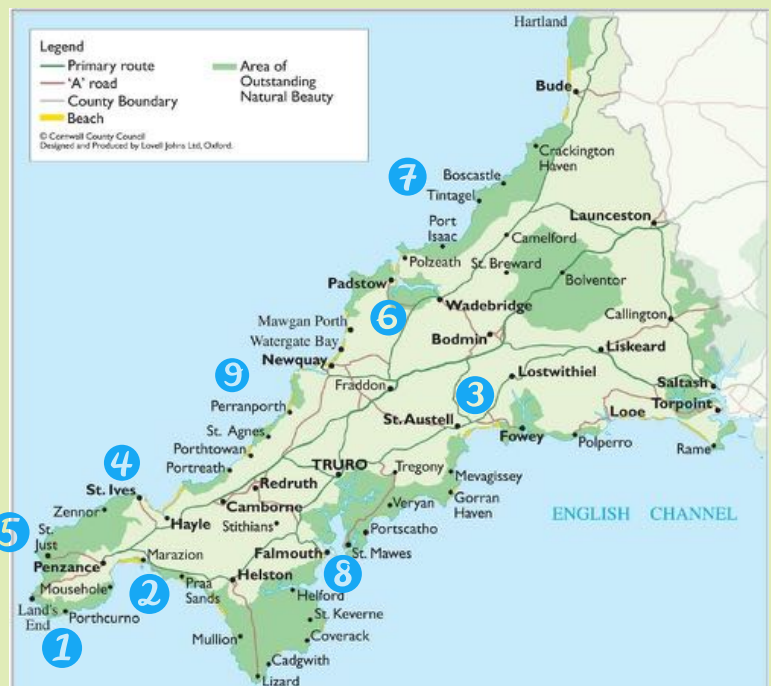 Legend
Primary route
'A' road
County Boundary
Beach
Area of
Outstanding
Natural Beauty
© Cornwall County Council
Designed and Produced by Lovell Johns Ltd, Oxford.
Hartland
Bude
Crackington
Haven
7
Boscastle
Tintagel
Launceston
Port
Isaac
Camelford
Polzeath
St. Breward
Bolventor
Padstow
Wadebridge
6
Callington
Mawgan Porth
Watergate Bay
Bodmin
Liskeard
Newquay
9
Lostwithiel
Fraddon
Saltash
3
Perranporth
Torpoint
St. Austell
Looe
St. Agnes
Fowey
Polperro
Rame
Porthtowan
4
Portreath
TRURO
Tregony
Mevagissey
St. Ives
Redruth
Zennor
Camborne
Veryan
Gorran
Haven
ENGLISH CHANNEL
Hayle
Stithians
5
St.
Just
Portscatho
Marazion
Falmouth
St. Mawes
Penzance
8
Mousehole
2
Praa
Sands
Helston
Helford
Land's
End
Porthcurno
St. Keverne
1
Mullion
Coverack
Cadgwith
Lizard